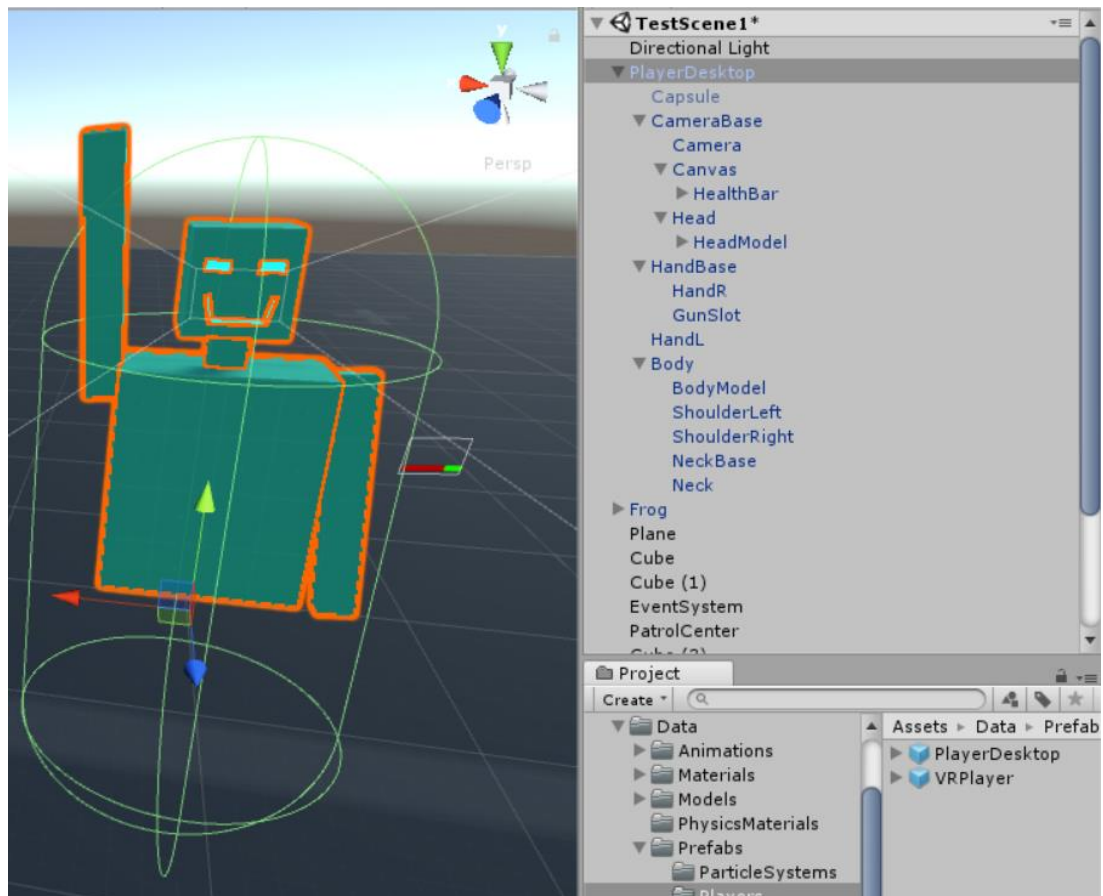 y
Persp
TestScene1*
Directional Light
PlayerDesktop
Capsule
CameraBase
Camera
Canvas
HealthBar
Head
HeadModel
HandBase
HandR
GunSlot
HandL
Body
BodyModel
ShoulderLeft
ShoulderRight
NeckBase
Neck
Frog
Plane
Cube
Cube (1)
EventSystem
PatrolCenter
Project
Create
Data
Animations
Materials
Models
PhysicsMaterials
Prefabs
ParticleSystems
Players
Assets ▸ Data ▸ Prefab
PlayerDesktop
VRPlayer